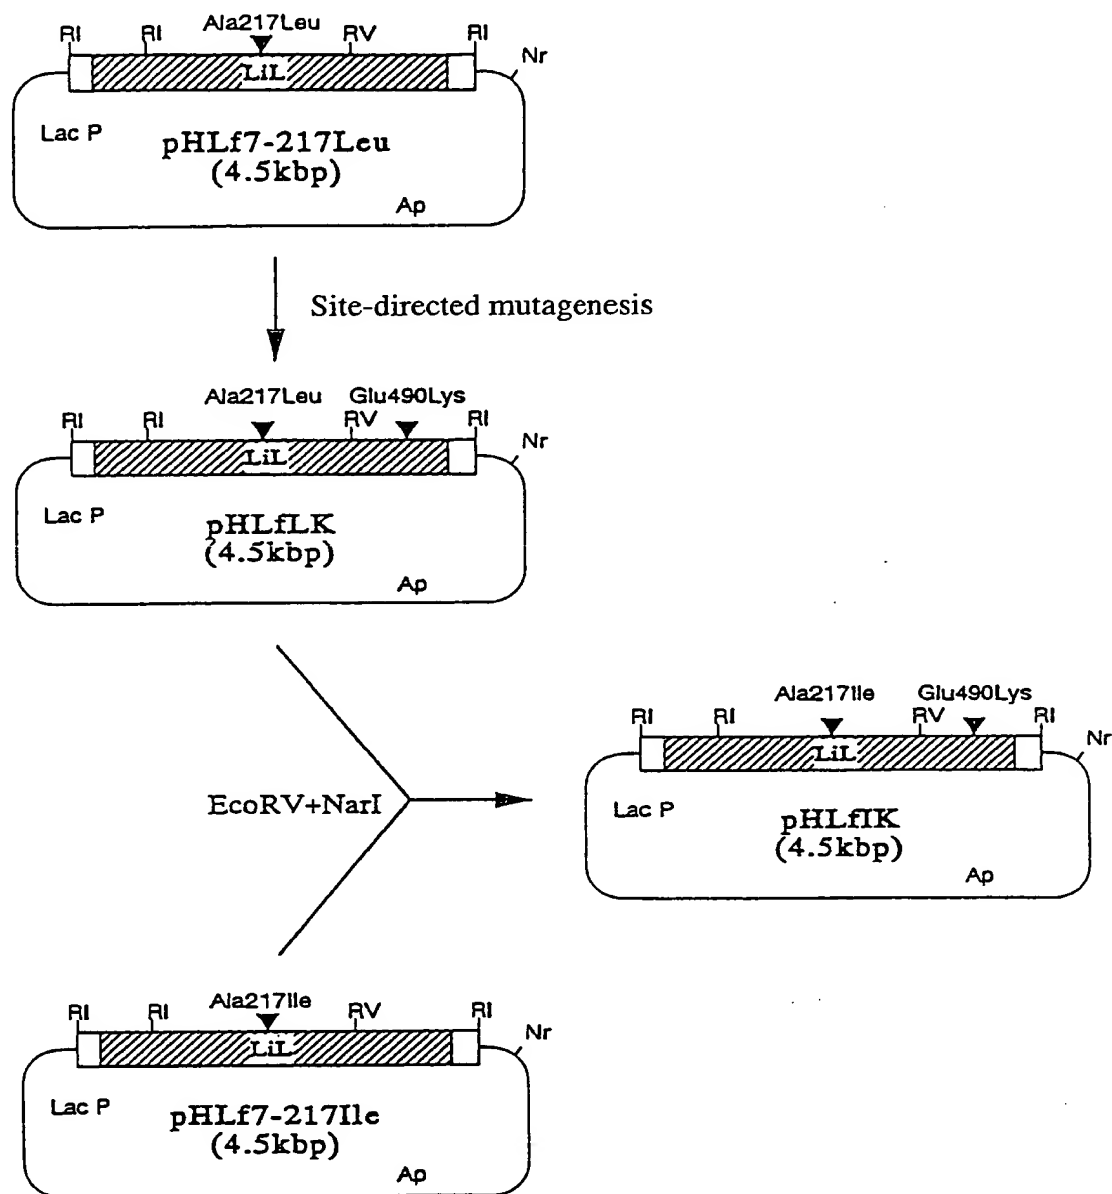 Ala217Leu
RI RI RV RI Nr
LiL
Lac P
pHLf7-217Leu
(4.5kbp)
Ap
Site-directed mutagenesis
Ala217Leu Glu490Lys
RI RI RV RI Nr
LiL
Lac P
pHLfLK
(4.5kbp)
Ap
Ala217Ile Glu490Lys
RI RI RV RI Nr
LiL
EcoRV+NarI
Lac P
pHLfIK
(4.5kbp)
Ap
Ala217Ile
RI RI RV RI Nr
LiL
Lac P
pHLf7-217Ile
(4.5kbp)
Ap